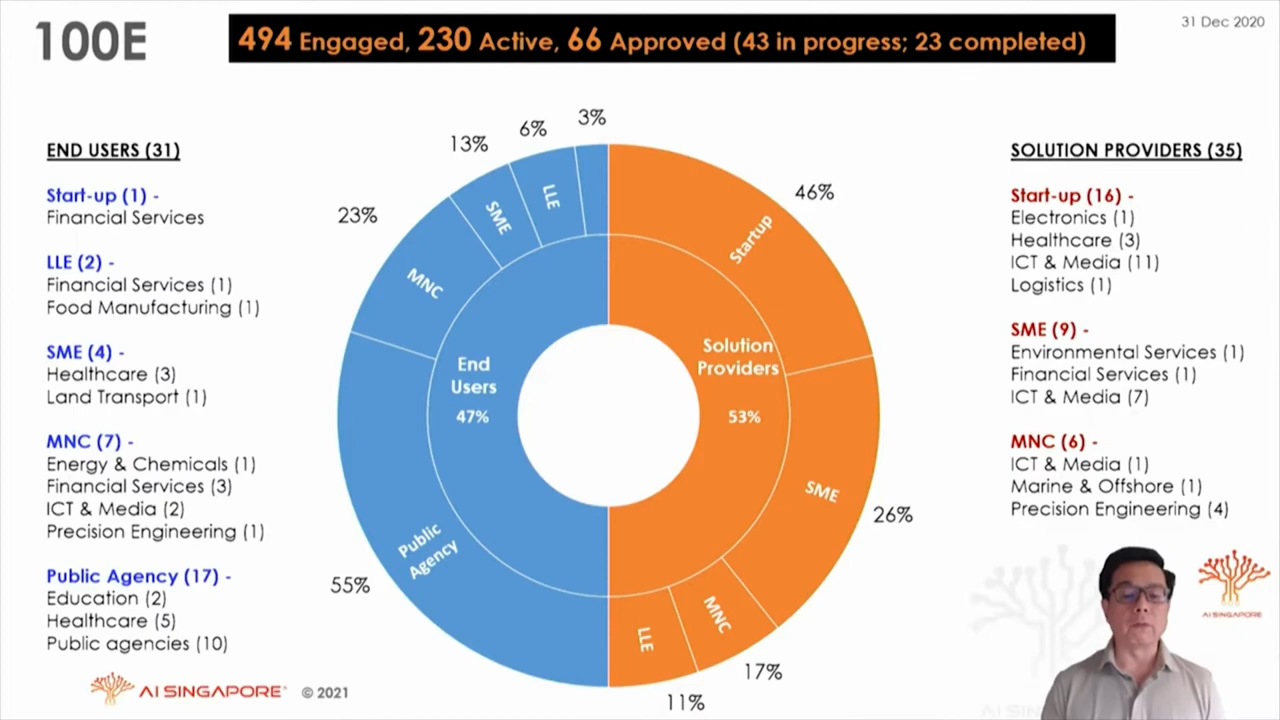 100E
494 Engaged, 230 Active, 66 Approved (43 in progress; 23 completed)
31 Dec 2020
END USERS (31)
Start-up (1) -
Financial Services
LLE (2) -
Financial Services (1)
Food Manufacturing (1)
SME (4) -
Healthcare (3)
Land Transport (1)
MNC (7) -
Energy & Chemicals (1)
Financial Services (3)
ICT & Media (2)
Precision Engineering (1)
Public Agency (17) -
Education (2)
Healthcare (5)
Public agencies (10)
AI SINGAPORE® © 2021
3%
6%
13%
23%
55%
LLE
SME
MNC
Public
Agency
End
Users
47%
Solution
Providers
53%
Startup
46%
SME
26%
MNC
17%
LLE
11%
SOLUTION PROVIDERS (35)
Start-up (16) -
Electronics (1)
Healthcare (3)
ICT & Media (11)
Logistics (1)
SME (9) -
Environmental Services (1)
Financial Services (1)
ICT & Media (7)
MNC (6) -
ICT & Media (1)
Marine & Offshore (1)
Precision Engineering (4)
AI SINGAPORE
AI SIN